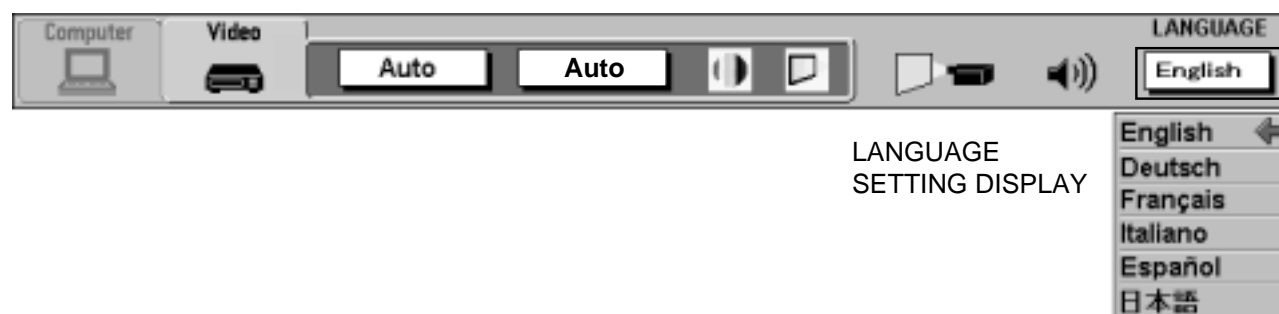 Computer Video LANGUAGE
Auto Auto English
LANGUAGE
SETTING DISPLAY
English
Deutsch
Français
Italiano
Español
日本語